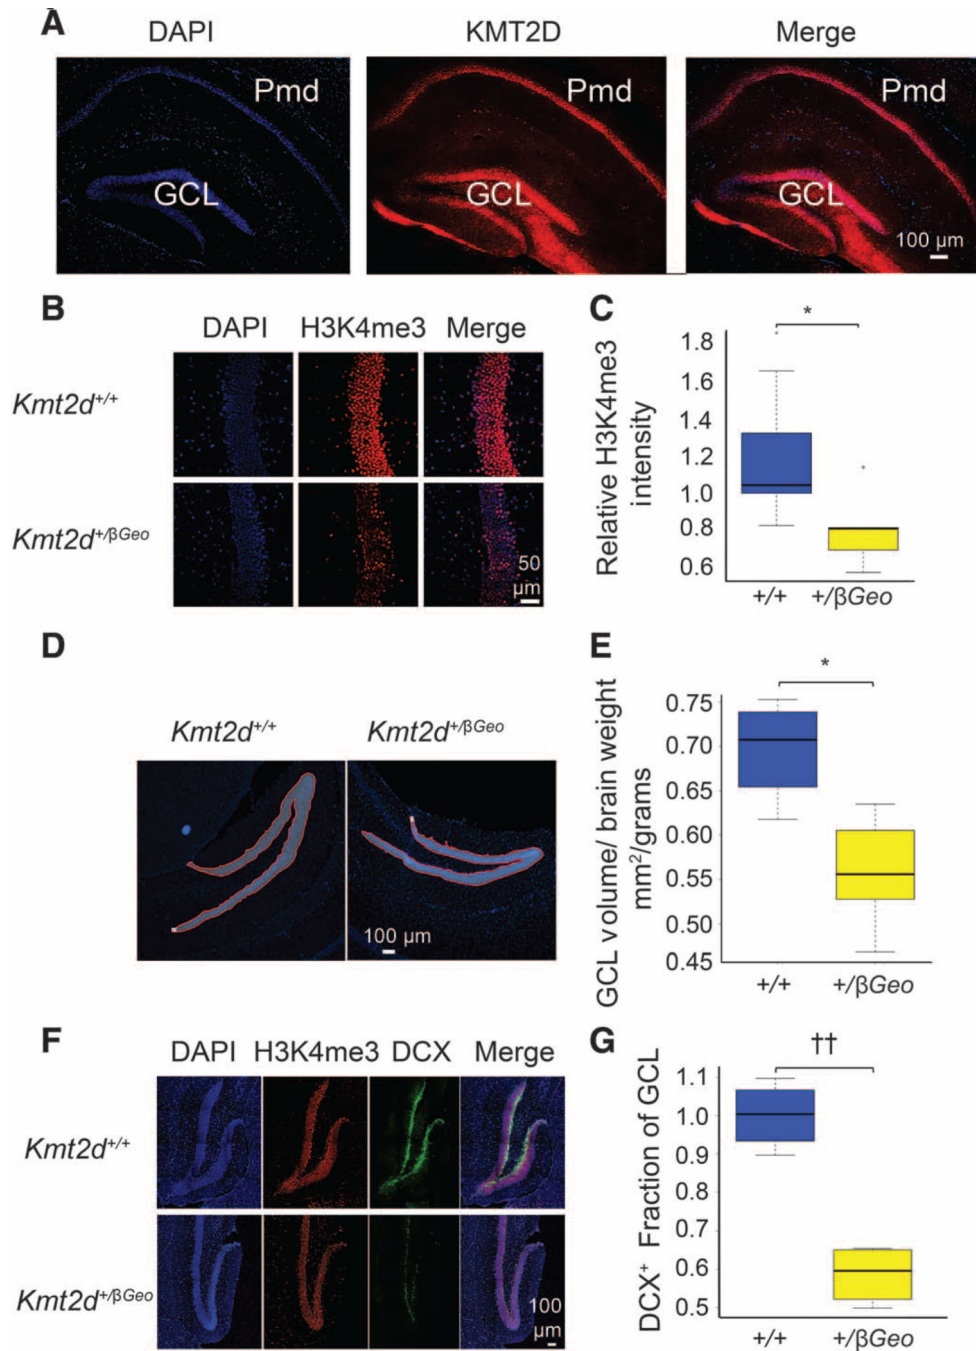 A
DAPI KMT2D Merge
Pmd Pmd Pmd
GCL GCL GCL
100 µm
B
DAPI H3K4me3 Merge
Kmt2d+/+
Kmt2d+/βGeo
50
µm
C
*
Relative H3K4me3
intensity
1.8
1.6
1.4
1.2
1.0
0.8
0.6
+/+ +/βGeo
D
Kmt2d+/+ Kmt2d+/βGeo
100 µm
E
*
GCL volume/ brain weight
mm2/grams
0.75
0.70
0.65
0.60
0.55
0.50
0.45
+/+ +/βGeo
F
DAPI H3K4me3 DCX Merge
Kmt2d+/+
Kmt2d+/βGeo
100
µm
G
††
DCX+ Fraction of GCL
1.1
1.0
0.9
0.8
0.7
0.6
0.5
+/+ +/βGeo